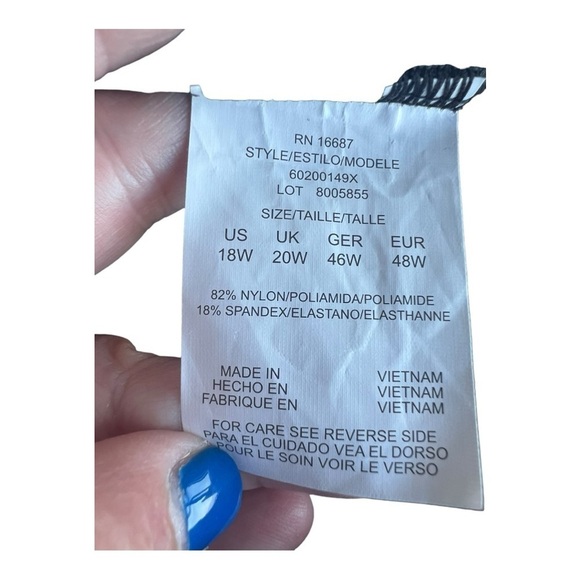 RN 16687
STYLE/ESTILO/MODELE
60200149X
LOT 8005855
SIZE/TAILLE/TALLE
US UK GER EUR
18W 20W 46W 48W
82% NYLON/POLIAMIDA/POLIAMIDE
18% SPANDEX/ELASTANO/ELASTHANNE
MADE IN VIETNAM
HECHO EN VIETNAM
FABRIQUE EN VIETNAM
FOR CARE SEE REVERSE SIDE
PARA EL CUIDADO VEA EL DORSO
POUR LE SOIN VOIR LE VERSO